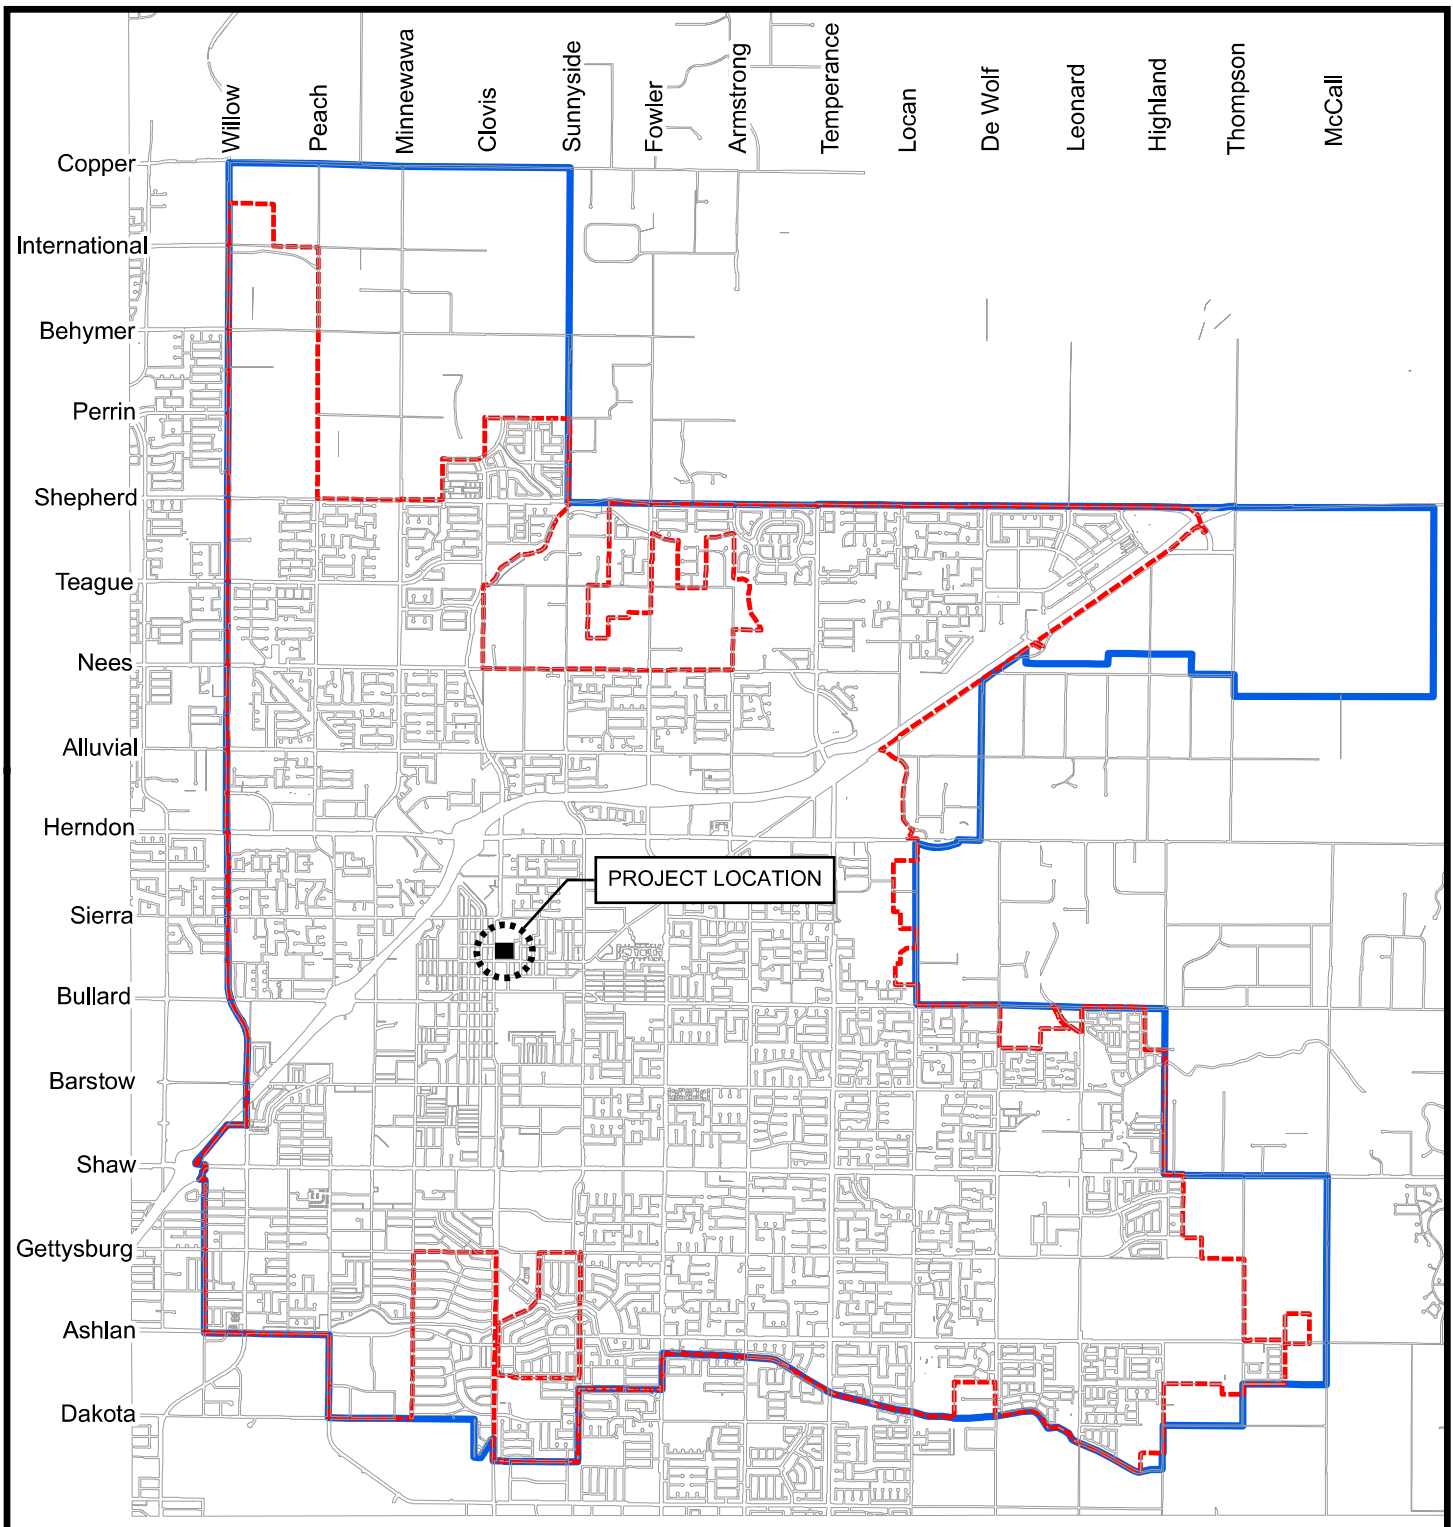 Willow
Peach
Minnewawa
Clovis
Sunnyside
Fowler
Armstrong
Temperance
Locan
De Wolf
Leonard
Highland
Thompson
McCall
Copper
International
Behymer
Perrin
Shepherd
Teague
Nees
Alluvial
Herndon
PROJECT LOCATION
Sierra
Bullard
Barstow
Shaw
Gettysburg
Ashlan
Dakota